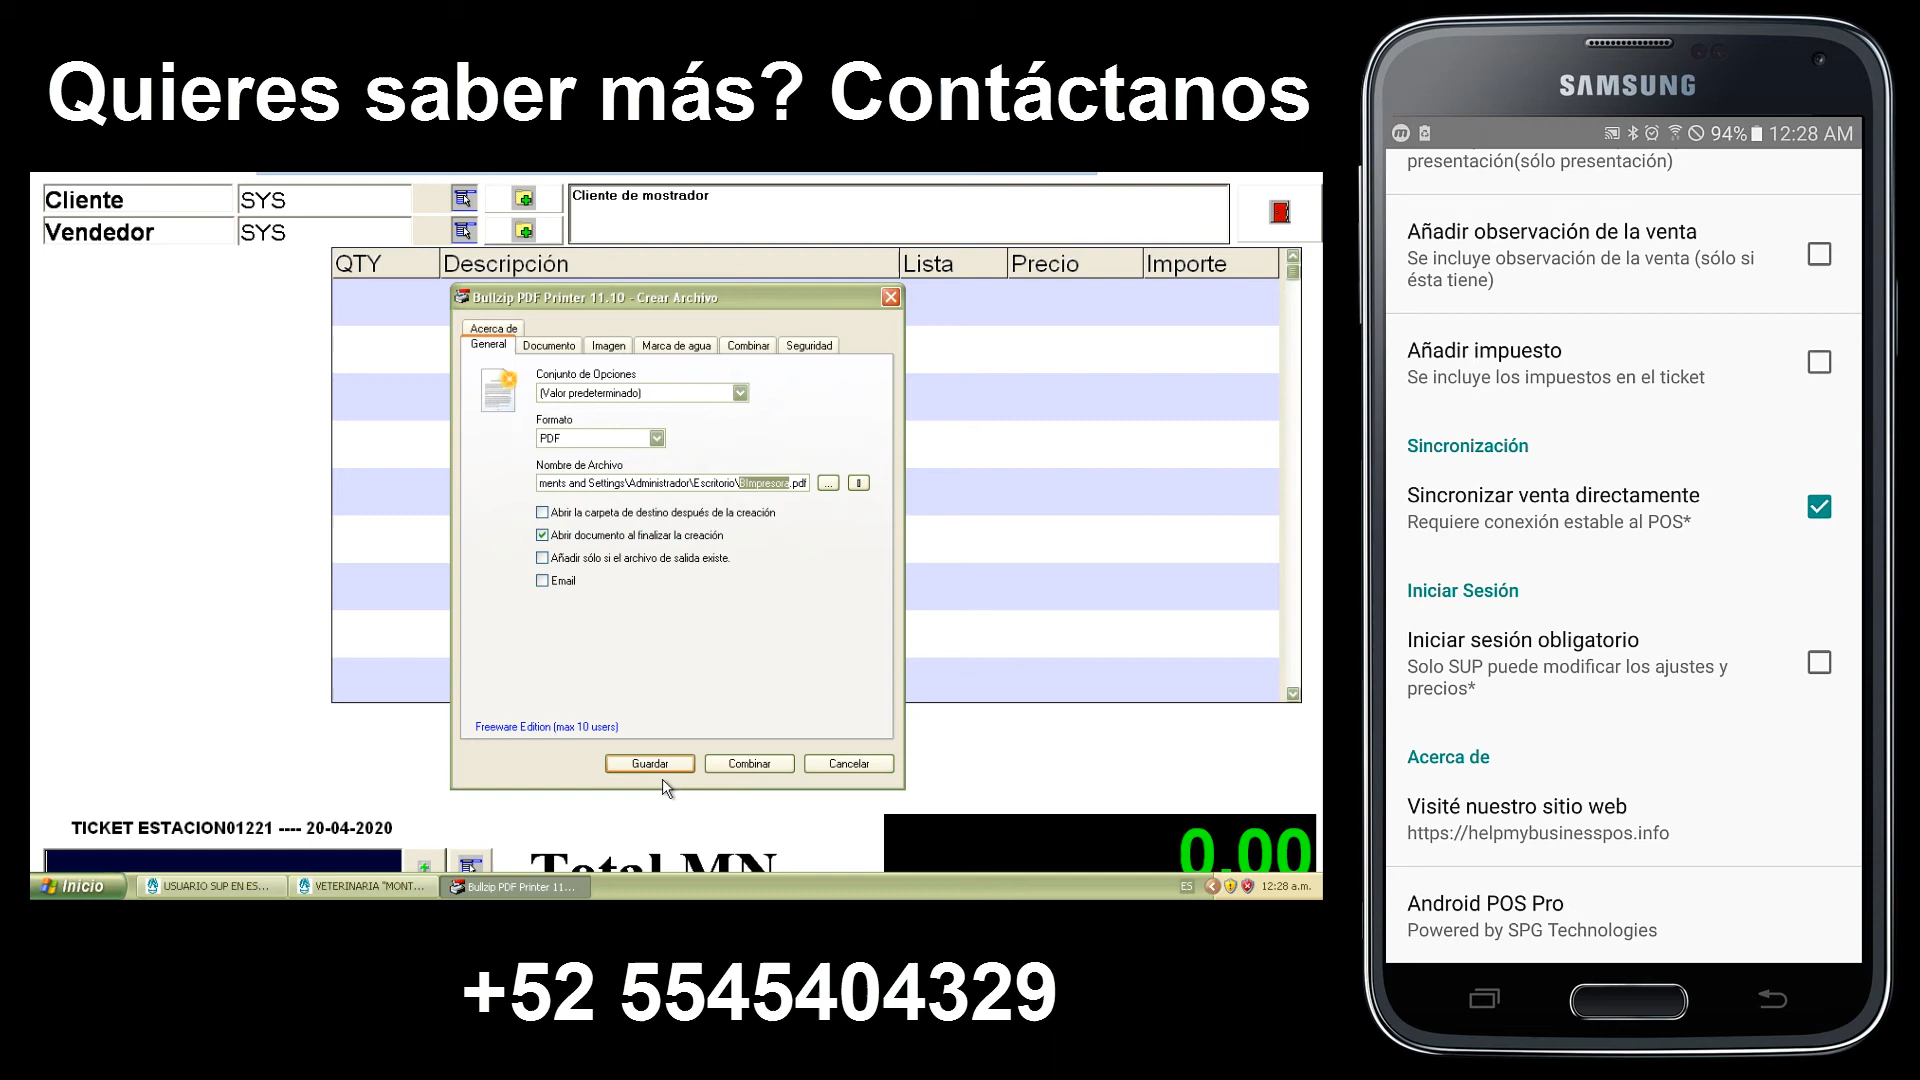 Quieres saber más? Contáctanos
Cliente SYS Cliente de mostrador
Vendedor SYS
QTY Descripción Lista Precio Importe
Bullzip PDF Printer 11.10 - Crear Archivo
Acerca de
General Documento Imagen Marca de agua Combinar Seguridad
Conjunto de Opciones
(Valor predeterminado)
Formato
PDF
Nombre de Archivo
ments and Settings\Administrador\Escritorio\BImpresora.pdf ...
Abrir la carpeta de destino después de la creación
Abrir documento al finalizar la creación
Añadir sólo si el archivo de salida existe.
Email
Freeware Edition (max 10 users)
Guardar Combinar Cancelar
TICKET ESTACION01221 ---- 20-04-2020
Total MN 0.00
Inicio USUARIO SUP EN ES... VETERINARIA "MONT... Bullzip PDF Printer 11... ES 12:28 a.m.
+52 5545404329
SAMSUNG
94% 12:28 AM
presentación(sólo presentación)
Añadir observación de la venta
Se incluye observación de la venta (sólo si
ésta tiene)
Añadir impuesto
Se incluye los impuestos en el ticket
Sincronización
Sincronizar venta directamente
Requiere conexión estable al POS*
Iniciar Sesión
Iniciar sesión obligatorio
Solo SUP puede modificar los ajustes y
precios*
Acerca de
Visité nuestro sitio web
https://helpmybusinesspos.info
Android POS Pro
Powered by SPG Technologies